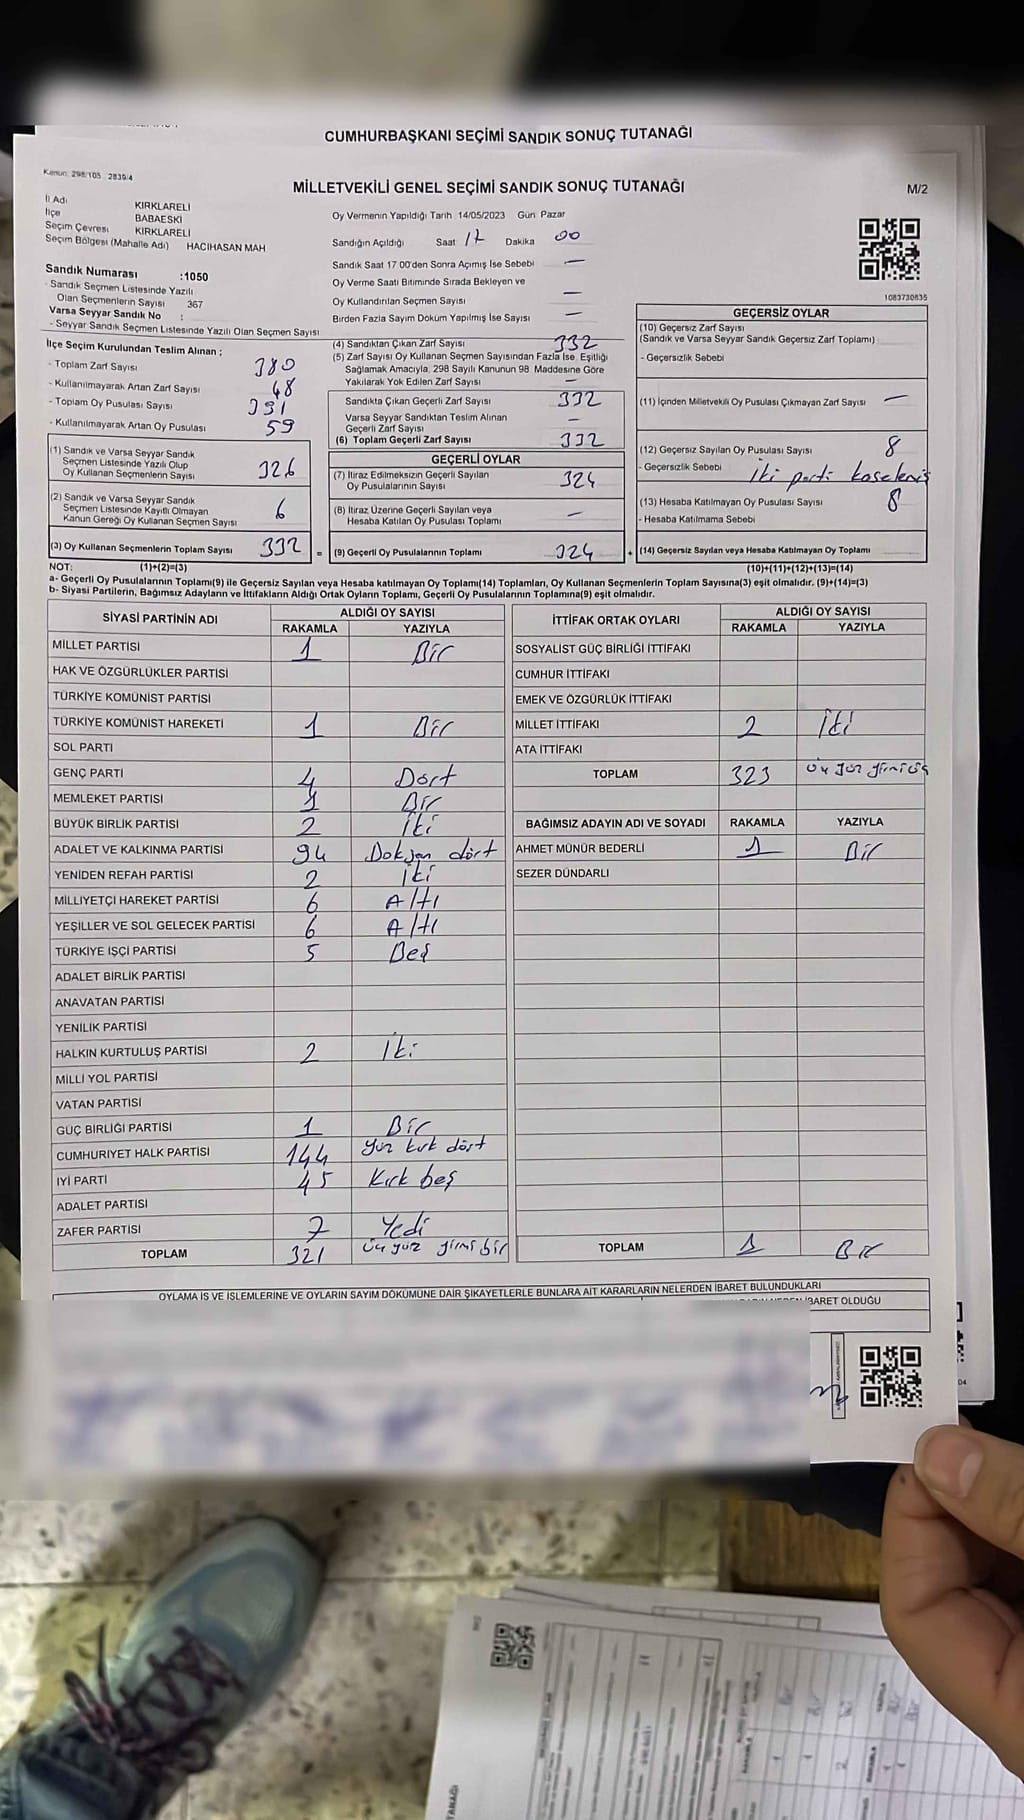 CUMHURBAŞKANI SEÇİMİ SANDIK SONUÇ TUTANAĞI
Kanun: 298/105 2839/4
MİLLETVEKİLİ GENEL SEÇİMİ SANDIK SONUÇ TUTANAĞI
M/2
İl Adı KIRKLARELİ
İlçe BABAESKİ
Seçim Çevresi KIRKLARELİ
Seçim Bölgesi (Mahalle Adı) HACIHASAN MAH
Oy Vermenin Yapıldığı Tarih 14/05/2023 Gün Pazar
Sandığın Açıldığı Saat 17 Dakika 00
Sandık Saat 17 00'den Sonra Açımış İse Sebebi —
Oy Verme Saati Bitiminde Sırada Bekleyen ve
Oy Kullandırılan Seçmen Sayısı —
Birden Fazla Sayım Döküm Yapılmış İse Sayısı —
1083730635
Sandık Numarası :1050
- Sandık Seçmen Listesinde Yazılı
Olan Seçmenlerin Sayısı 367
Varsa Seyyar Sandık No :
- Seyyar Sandık Seçmen Listesinde Yazılı Olan Seçmen Sayısı
İlçe Seçim Kurulundan Teslim Alınan ;
- Toplam Zarf Sayısı 380
- Kullanılmayarak Artan Zarf Sayısı 48
- Toplam Oy Pusulası Sayısı 391
- Kullanılmayarak Artan Oy Pusulası 59
(1) Sandık ve Varsa Seyyar Sandık
Seçmen Listesinde Yazılı Olup
Oy Kullanan Seçmenlerin Sayısı 326
(2) Sandık ve Varsa Seyyar Sandık
Seçmen Listesinde Kayıtlı Olmayan
Kanun Gereği Oy Kullanan Seçmen Sayısı 6
(3) Oy Kullanan Seçmenlerin Toplam Sayısı 332 =
(4) Sandıktan Çıkan Zarf Sayısı 332
(5) Zarf Sayısı Oy Kullanan Seçmen Sayısından Fazla İse Eşitliği
Sağlamak Amacıyla, 298 Sayılı Kanunun 98 Maddesine Göre
Yakılarak Yok Edilen Zarf Sayısı —
Sandıkta Çıkan Geçerli Zarf Sayısı 332
Varsa Seyyar Sandıktan Teslim Alınan
Geçerli Zarf Sayısı —
(6) Toplam Geçerli Zarf Sayısı 332
GEÇERLİ OYLAR
(7) İtiraz Edilmeksizin Geçerli Sayılan
Oy Pusulalarının Sayısı 324
(8) İtiraz Üzerine Geçerli Sayılan veya
Hesaba Katılan Oy Pusulası Toplamı —
(9) Geçerli Oy Pusulalarının Toplamı 324 +
GEÇERSİZ OYLAR
(10) Geçersiz Zarf Sayısı
(Sandık ve Varsa Seyyar Sandık Geçersiz Zarf Toplamı)
- Geçersizlik Sebebi
(11) İçinden Milletvekili Oy Pusulası Çıkmayan Zarf Sayısı —
(12) Geçersiz Sayılan Oy Pusulası Sayısı 8
- Geçersizlik Sebebi İki parti kaşelenmiş
(13) Hesaba Katılmayan Oy Pusulası Sayısı 8
- Hesaba Katılmama Sebebi
(14) Geçersiz Sayılan veya Hesaba Katılmayan Oy Toplamı
NOT: (1)+(2)=(3) (10)+(11)+(12)+(13)=(14)
a- Geçerli Oy Pusulalarının Toplamı(9) ile Geçersiz Sayılan veya Hesaba katılmayan Oy Toplamı(14) Toplamları, Oy Kullanan Seçmenlerin Toplam Sayısına(3) eşit olmalıdır. (9)+(14)=(3)
b- Siyasi Partilerin, Bağımsız Adayların ve İttifakların Aldığı Ortak Oyların Toplamı, Geçerli Oy Pusulalarının Toplamına(9) eşit olmalıdır.
SİYASİ PARTİNİN ADI ALDIĞI OY SAYISI
RAKAMLA YAZIYLA
MİLLET PARTİSİ 1 Bir
HAK VE ÖZGÜRLÜKLER PARTİSİ
TÜRKİYE KOMÜNİST PARTİSİ
TÜRKİYE KOMÜNİST HAREKETİ 1 Bir
SOL PARTİ
GENÇ PARTİ 4 Dört
MEMLEKET PARTİSİ 1 Bir
BÜYÜK BİRLİK PARTİSİ 2 İki
ADALET VE KALKINMA PARTİSİ 94 Doksan dört
YENİDEN REFAH PARTİSİ 2 İki
MİLLİYETÇİ HAREKET PARTİSİ 6 Altı
YEŞİLLER VE SOL GELECEK PARTİSİ 6 Altı
TÜRKİYE İŞÇİ PARTİSİ 5 Beş
ADALET BİRLİK PARTİSİ
ANAVATAN PARTİSİ
YENİLİK PARTİSİ
HALKIN KURTULUŞ PARTİSİ 2 İki
MİLLİ YOL PARTİSİ
VATAN PARTİSİ
GÜÇ BİRLİĞİ PARTİSİ 1 Bir
CUMHURİYET HALK PARTİSİ 144 Yüz kırk dört
İYİ PARTİ 45 Kırk beş
ADALET PARTİSİ
ZAFER PARTİSİ 7 Yedi
TOPLAM 321 üç yüz yirmi bir
İTTİFAK ORTAK OYLARI ALDIĞI OY SAYISI
RAKAMLA YAZIYLA
SOSYALİST GÜÇ BİRLİĞİ İTTİFAKI
CUMHUR İTTİFAKI
EMEK VE ÖZGÜRLÜK İTTİFAKI
MİLLET İTTİFAKI 2 İki
ATA İTTİFAKI
TOPLAM 323 üç yüz yirmi üç
BAĞIMSIZ ADAYIN ADI VE SOYADI RAKAMLA YAZIYLA
AHMET MÜNÜR BEDERLİ 1 Bir
SEZER DÜNDARLI
TOPLAM 1 Bir
OYLAMA İŞ VE İŞLEMLERİNE VE OYLARIN SAYIM DÖKÜMÜNE DAİR ŞİKAYETLERLE BUNLARA AİT KARARLARIN NELERDEN İBARET BULUNDUKLARI
İBARET OLDUĞU